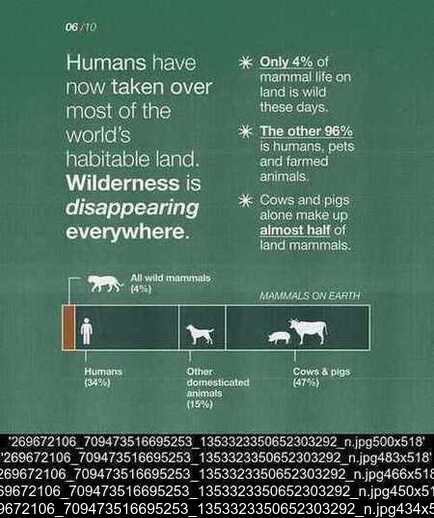 06 /10
Humans have
now taken over
most of the
world's
habitable land.
Wilderness is
disappearing
everywhere.
Only 4% of
mammal life on
land is wild
these days.
The other 96%
is humans, pets
and farmed
animals.
Cows and pigs
alone make up
almost half of
land mammals.
All wild mammals
(4%)
MAMMALS ON EARTH
Humans
(34%)
Other
domesticated
animals
(15%)
Cows & pigs
(47%)
'269672106_709473516695253_1353323350652303292_n.jpg500x518'
'269672106_709473516695253_1353323350652303292_n.jpg483x518'
269672106_709473516695253_1353323350652303292_n.jpg466x518
69672106_709473516695253_1353323350652303292_n.jpg450x51
9672106_709473516695253_1353323350652303292_n.jpg434x5